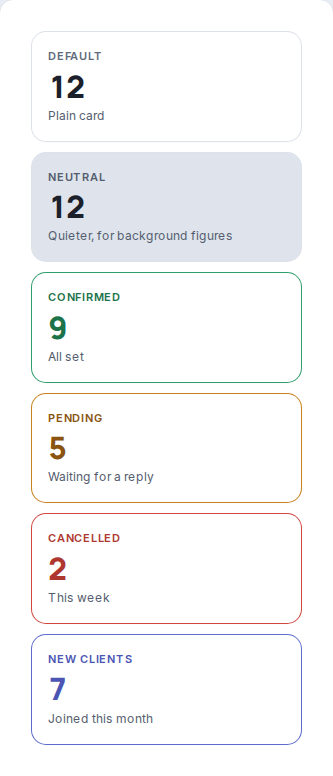 DEFAULT
12
Plain card
NEUTRAL
12
Quieter, for background figures
CONFIRMED
9
All set
PENDING
5
Waiting for a reply
CANCELLED
2
This week
NEW CLIENTS
7
Joined this month